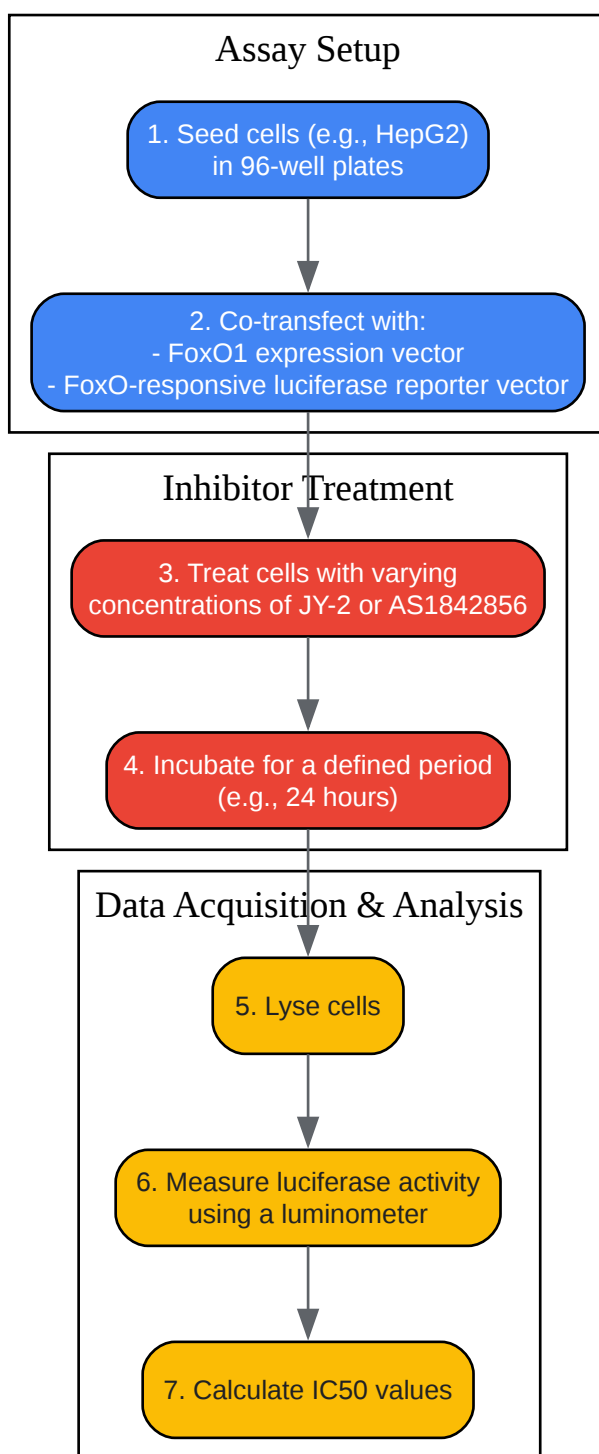 Assay Setup
1. Seed cells (e.g., HepG2)
in 96-well plates
2. Co-transfect with:
- FoxO1 expression vector
- FoxO-responsive luciferase reporter vector
Inhibitor Treatment
3. Treat cells with varying
concentrations of JY-2 or AS1842856
4. Incubate for a defined period
(e.g., 24 hours)
Data Acquisition & Analysis
5. Lyse cells
6. Measure luciferase activity
using a luminometer
7. Calculate IC50 values